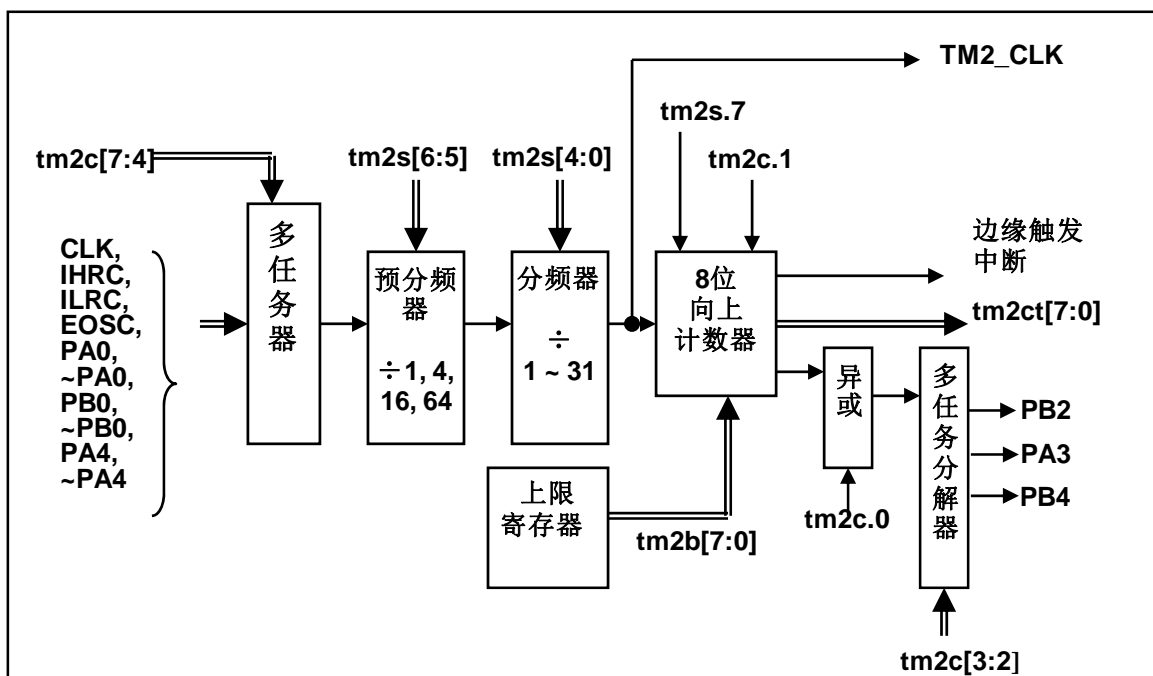 TM2_CLK
tm2s.7
tm2c[7:4]
tm2s[6:5]
tm2s[4:0]
tm2c.1
CLK,
IHRC,
ILRC,
EOSC,
PA0,
~PA0,
PB0,
~PB0,
PA4,
~PA4
多
任
务
器
预分频
器
÷1, 4,
16, 64
分频器
÷
1 ~ 31
8位
向上
计数器
边缘触发
中断
tm2ct[7:0]
异
或
多
任
务
分
解
器
PB2
PA3
PB4
上限
寄存器
tm2b[7:0]
tm2c.0
tm2c[3:2]